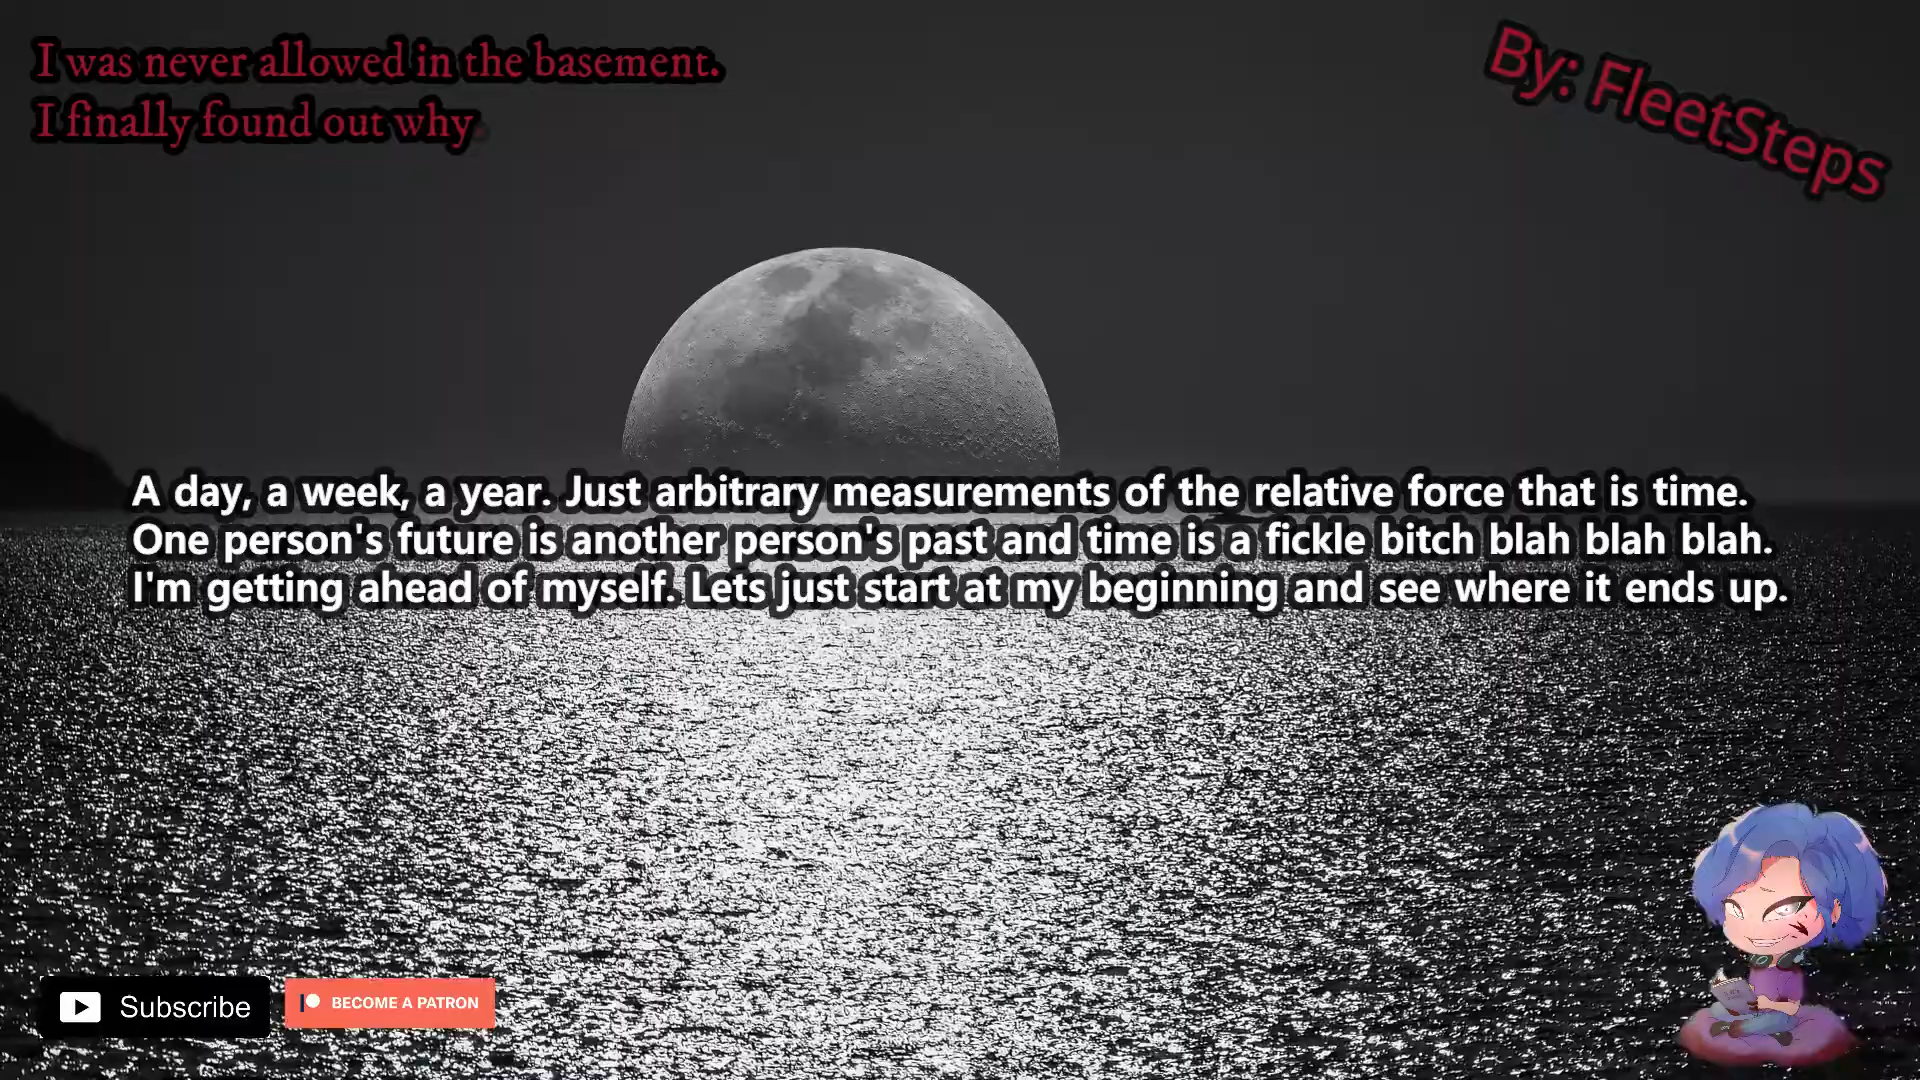 I was never allowed in the basement.
I finally found out why.
By: FleetSteps
A day, a week, a year. Just arbitrary measurements of the relative force that is time.
One person's future is another person's past and time is a fickle bitch blah blah blah.
I'm getting ahead of myself. Lets just start at my beginning and see where it ends up.
Subscribe
BECOME A PATRON